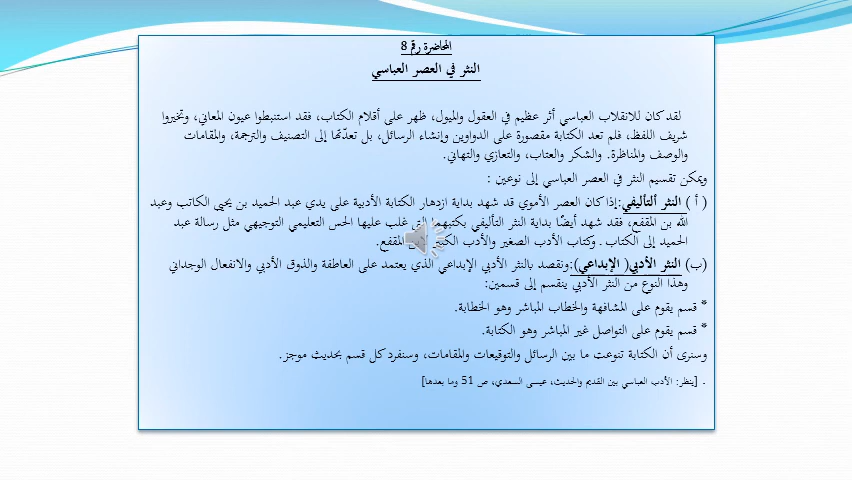 المحاضرة رقم 8
النثر في العصر العباسي
لقد كان للانقلاب العباسي أثر عظيم في العقول والميول، ظهر على أقلام الكتاب، فقد استنبطوا عيون المعاني، وتخيروا
شريف اللفظ، فلم تعد الكتابة مقصورة على الدواوين وإنشاء الرسائل، بل تعدّتها إلى التصنيف والترجمة، والمقامات
والوصف والمناظرة. والشكر والعتاب، والتعازي والتهاني.
ويمكن تقسيم النثر في العصر العباسي إلى نوعين :
( أ ) النثر ألتأليفي:إذا كان العصر الأموي قد شهد بداية ازدهار الكتابة الأدبية على يدي عبد الحميد بن يحيى الكاتب وعبد
الله بن المقفع، فقد شهد أيضًا بداية النثر التأليفي بكتبهما التي غلب عليها الحس التعليمي التوجيهي مثل رسالة عبد
الحميد إلى الكتاب . وكتاب الأدب الصغير والأدب الكبير المقفع.
(ب) النثر الأدبي( الإبداعي):ونقصد بالنثر الأدبي الإبداعي الذي يعتمد على العاطفة والذوق الأدبي والانفعال الوجداني
وهذا النوع من النثر الأدبي ينقسم إلى قسمين:
* قسم يقوم على المشافهة والخطاب المباشر وهو الخطابة.
* قسم يقوم على التواصل غير المباشر وهو الكتابة.
وسنرى أن الكتابة تنوعت ما بين الرسائل والتوقيعات والمقامات، وسنفرد كل قسم بحديث موجز.
. [ينظر: الأدب العباسي بين القديم والحديث، عيسى السعدي، ص 51 وما بعدها]